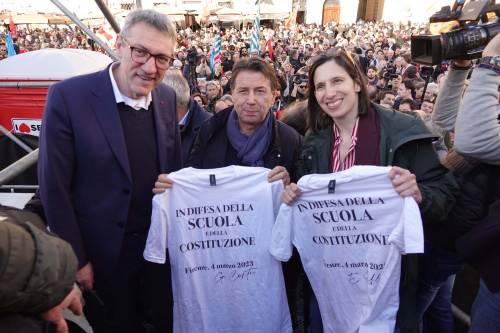 IN DIFESA DELLA
SCUOLA
E DELLA
COSTITUZIONE
Firenze, 4 marzo 2023
IN DIFESA DELLA
SCUOLA
E DELLA
COSTITUZIONE
Firenze, 4 marzo 202